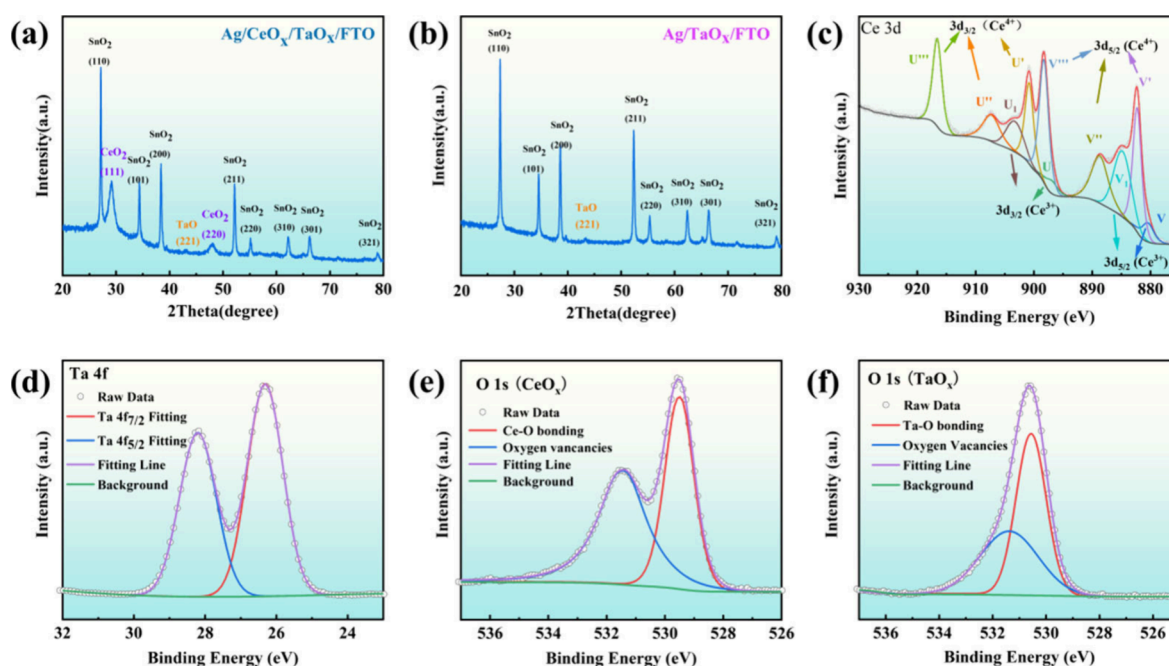 (a)
Ag/CeOx/TaOx/FTO
SnO2
(110)
CeO2
(111)
SnO2
(101)
SnO2
(200)
TaO
(221)
CeO2
(220)
SnO2
(211)
SnO2
(220)
SnO2
(310)
SnO2
(301)
SnO2
(321)
Intensity(a.u.)
20 30 40 50 60 70 80
2Theta(degree)
(b)
Ag/TaOx/FTO
SnO2
(110)
SnO2
(101)
SnO2
(200)
TaO
(221)
SnO2
(211)
SnO2
(220)
SnO2
(310)
SnO2
(301)
SnO2
(321)
Intensity(a.u.)
20 30 40 50 60 70 80
2Theta(degree)
(c)
Ce 3d
3d3/2 (Ce4+)
3d5/2 (Ce4+)
U'''
U''
U1
U'
U
V'''
V''
V1
V'
V
3d3/2 (Ce3+)
3d5/2 (Ce3+)
Intensity (a.u.)
930 920 910 900 890 880
Binding Energy (eV)
(d)
Ta 4f
Raw Data
Ta 4f7/2 Fitting
Ta 4f5/2 Fitting
Fitting Line
Background
Intensity (a.u.)
32 30 28 26 24
Binding Energy (eV)
(e)
O 1s (CeOx)
Raw Data
Ce-O bonding
Oxygen vancancies
Fitting Line
Background
Intensity (a.u.)
536 534 532 530 528 526
Binding Energy (eV)
(f)
O 1s (TaOx)
Raw Data
Ta-O bonding
Oxygen Vacancies
Fitting Line
Background
Intensity (a.u.)
536 534 532 530 528 526
Binding Energy (eV)